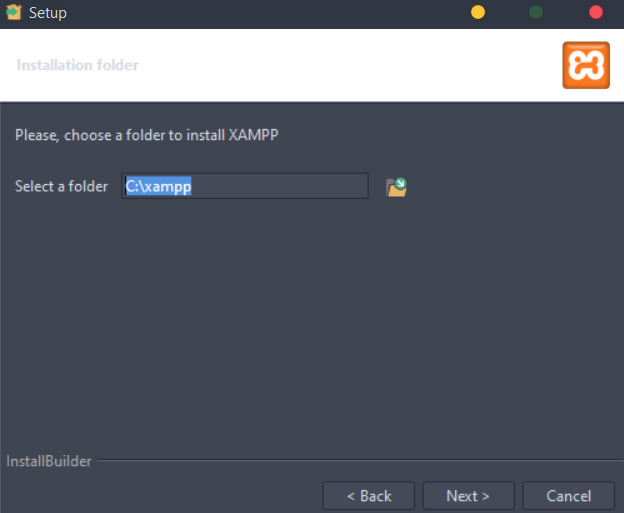 Setup
Installation folder
Please, choose a folder to install XAMPP
Select a folder C:\xampp
InstallBuilder
< Back Next > Cancel